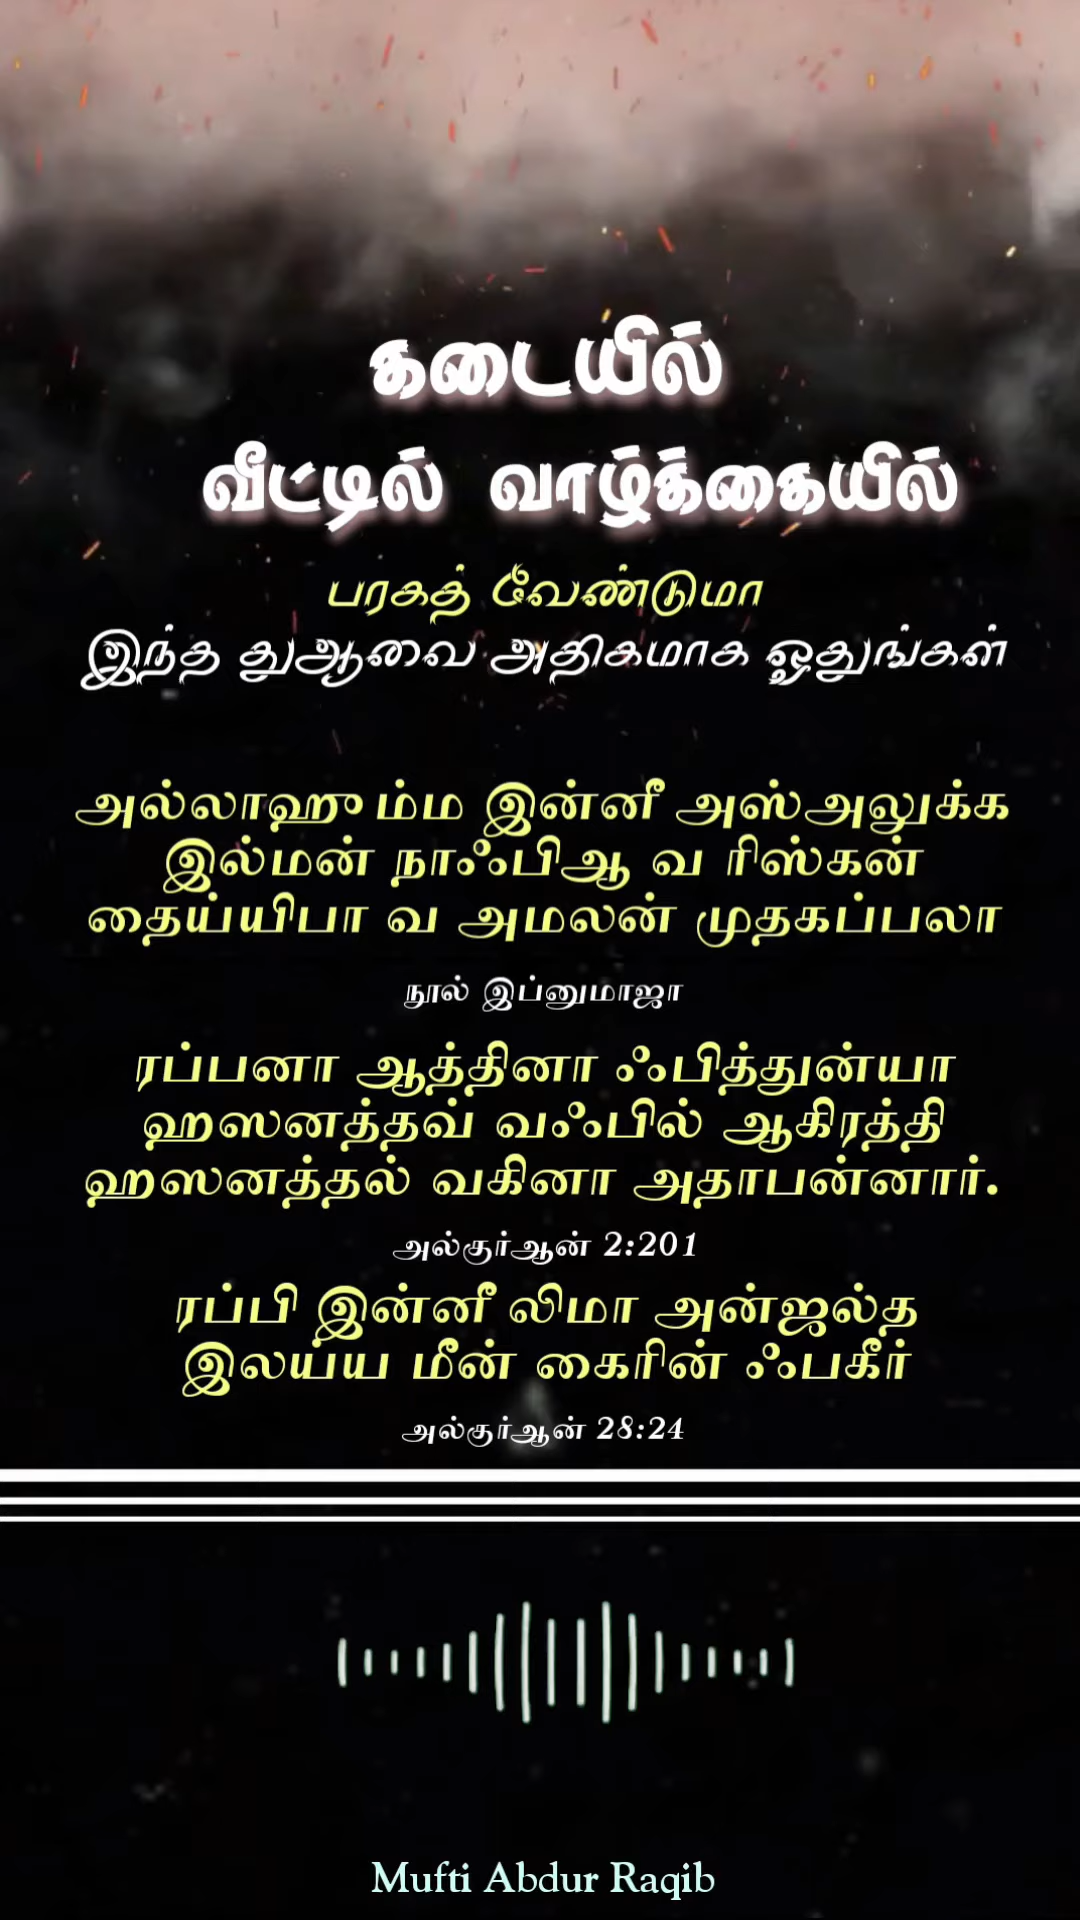 கடையில்
வீட்டில் வாழ்க்கையில்
பரகத் வேண்டுமா
இந்த துஆவை அதிகமாக ஓதுங்கள்
அல்லாஹும்ம இன்னீ அஸ்அலுக்க
இல்மன் நாஃபிஆ வ ரிஸ்கன்
தைய்யிபா வ அமலன் முதகப்பலா
நூல் இப்னுமாஜா
ரப்பனா ஆத்தினா ஃபித்துன்யா
ஹஸனத்தவ் வஃபில் ஆகிரத்தி
ஹஸனத்தல் வகினா அதாபன்னார்.
அல்குர்ஆன் 2:201
ரப்பி இன்னீ லிமா அன்ஜல்த
இலய்ய மீன் கைரின் ஃபகீர்
அல்குர்ஆன் 28:24
Mufti Abdur Raqib